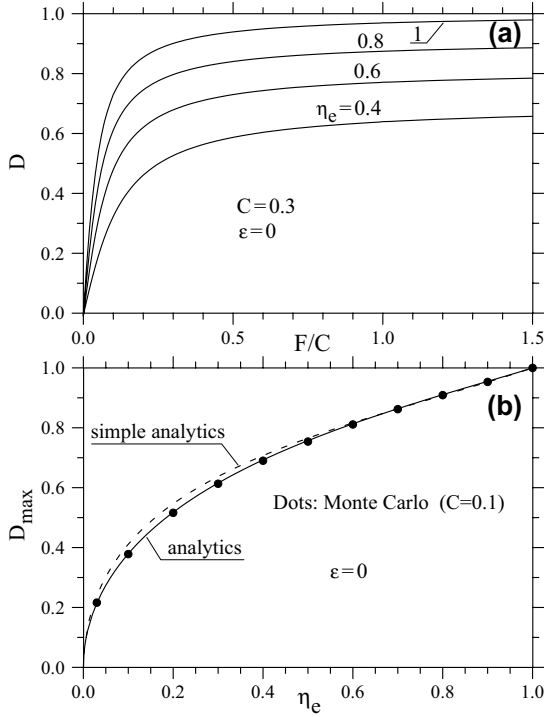 1.0
(a)
1
0.8
0.8
0.6
0.6
ηe=0.4
D
0.4
C=0.3
ε=0
0.2
0.0
0.0 0.5 1.0 1.5
F/C
1.0
(b)
0.8
simple analytics
0.6
Dots: Monte Carlo (C=0.1)
Dmax
0.4
analytics
ε=0
0.2
0.0
0.0 0.2 0.4 0.6 0.8 1.0
ηe